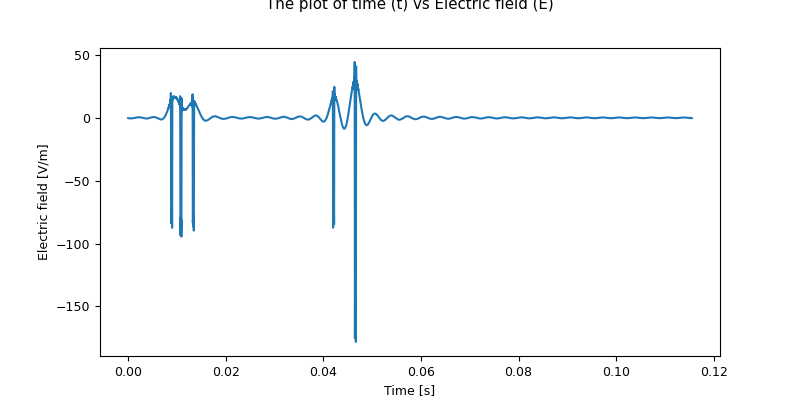 The plot of time (t) vs Electric field (E)
Electric field [V/m]
50
0
−50
−100
−150
0.00 0.02 0.04 0.06 0.08 0.10 0.12
Time [s]